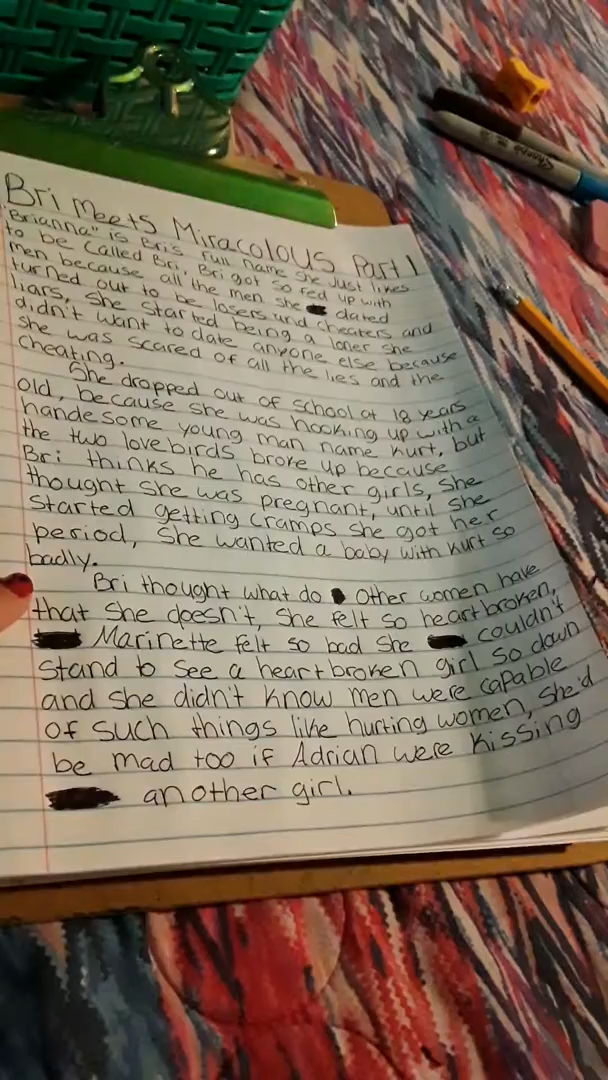 Bri Meets Miracolous Part 1
"Brianna" is Bri's full name she Just likes
to be called Bri, Bri got so fed up with
men because all the men she dated
turned out to be losers and cheaters and
liars, she started being a loner she
didn't want to date anyone else because
she was scared of all the lies and the
cheating.
She dropped out of school at 18 years
old, because she was hooking up with a
handesome young man name Kurt, but
the two lovebirds broke up because
Bri thinks he has other girls, she
thought she was pregnant, until she
started getting cramps she got her
period, she wanted a baby with Kurt so
badly.
Bri thought what do other women have
that she doesn't, she felt so heartbroken,
Marinette felt so bad she couldn't
stand to see a heartbroken girl so down
and she didn't know men were capable
of such things like hurting women, she'd
be mad too if Adrian were kissing
another girl.
Sharpie